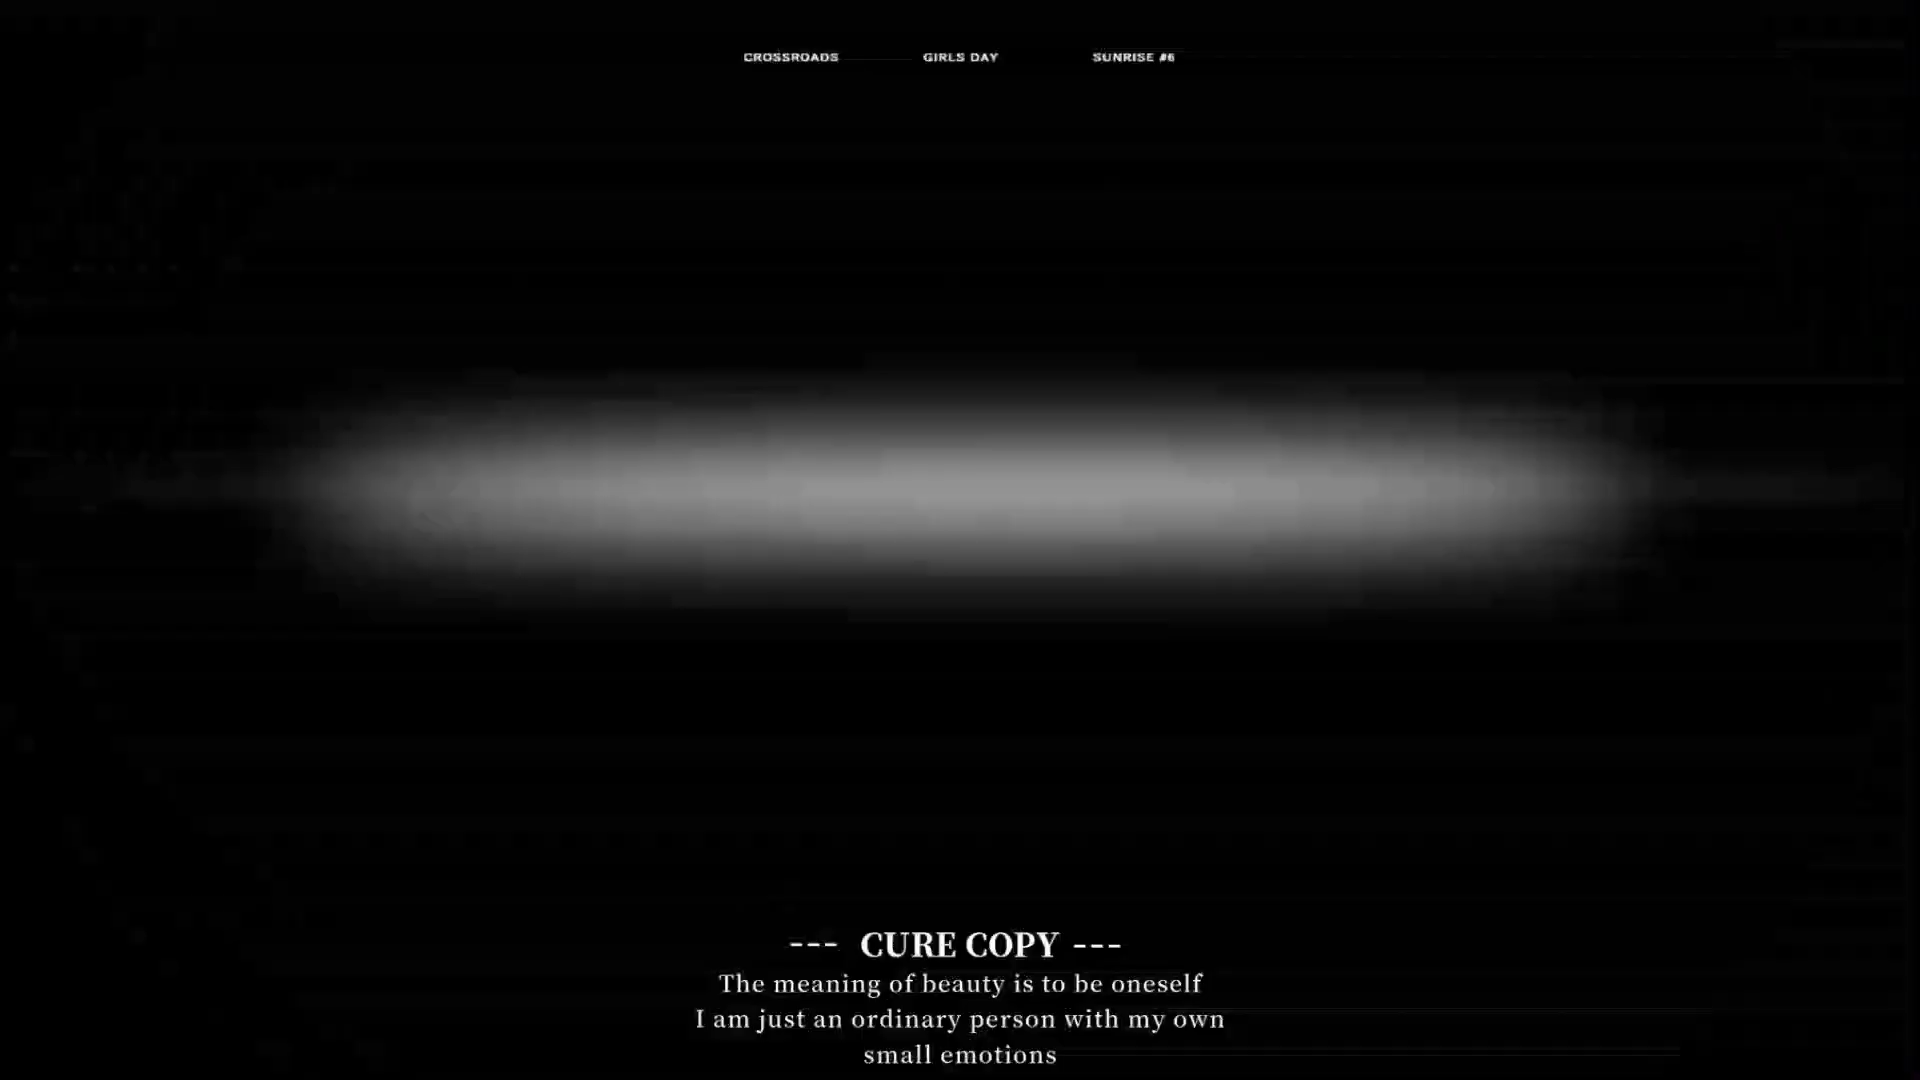 CROSSROADS GIRLS DAY SUNRISE #6
--- CURE COPY ---
The meaning of beauty is to be oneself
I am just an ordinary person with my own
small emotions